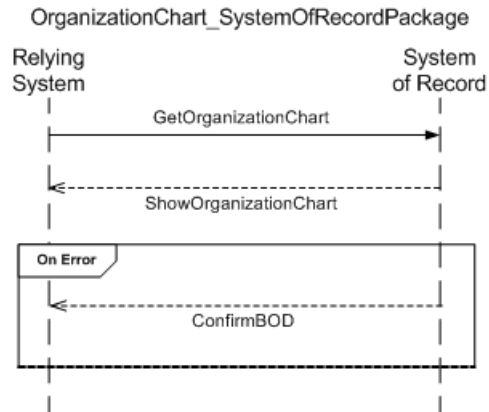 OrganizationChart_SystemOfRecordPackage
Relying
System
System
of Record
GetOrganizationChart
ShowOrganizationChart
On Error
ConfirmBOD